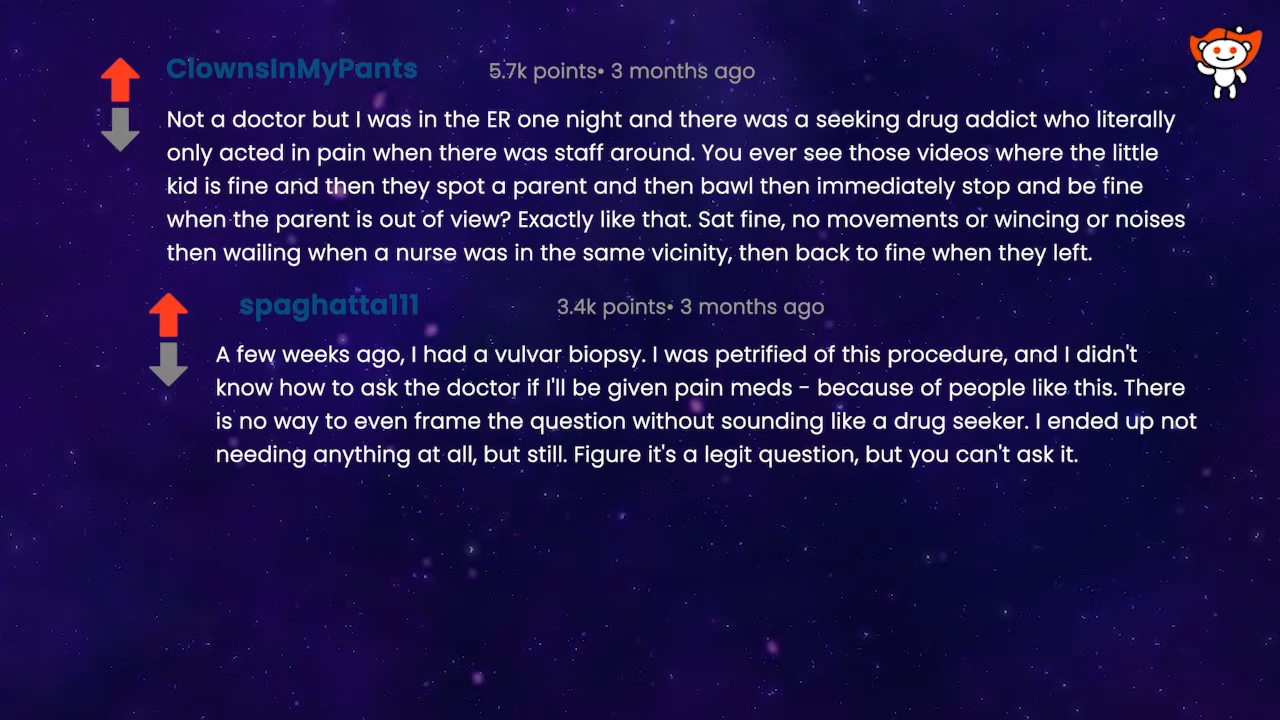 ClownsInMyPants 5.7k points• 3 months ago
Not a doctor but I was in the ER one night and there was a seeking drug addict who literally
only acted in pain when there was staff around. You ever see those videos where the little
kid is fine and then they spot a parent and then bawl then immediately stop and be fine
when the parent is out of view? Exactly like that. Sat fine, no movements or wincing or noises
then wailing when a nurse was in the same vicinity, then back to fine when they left.
spaghatta111 3.4k points• 3 months ago
A few weeks ago, I had a vulvar biopsy. I was petrified of this procedure, and I didn't
know how to ask the doctor if I'll be given pain meds - because of people like this. There
is no way to even frame the question without sounding like a drug seeker. I ended up not
needing anything at all, but still. Figure it's a legit question, but you can't ask it.